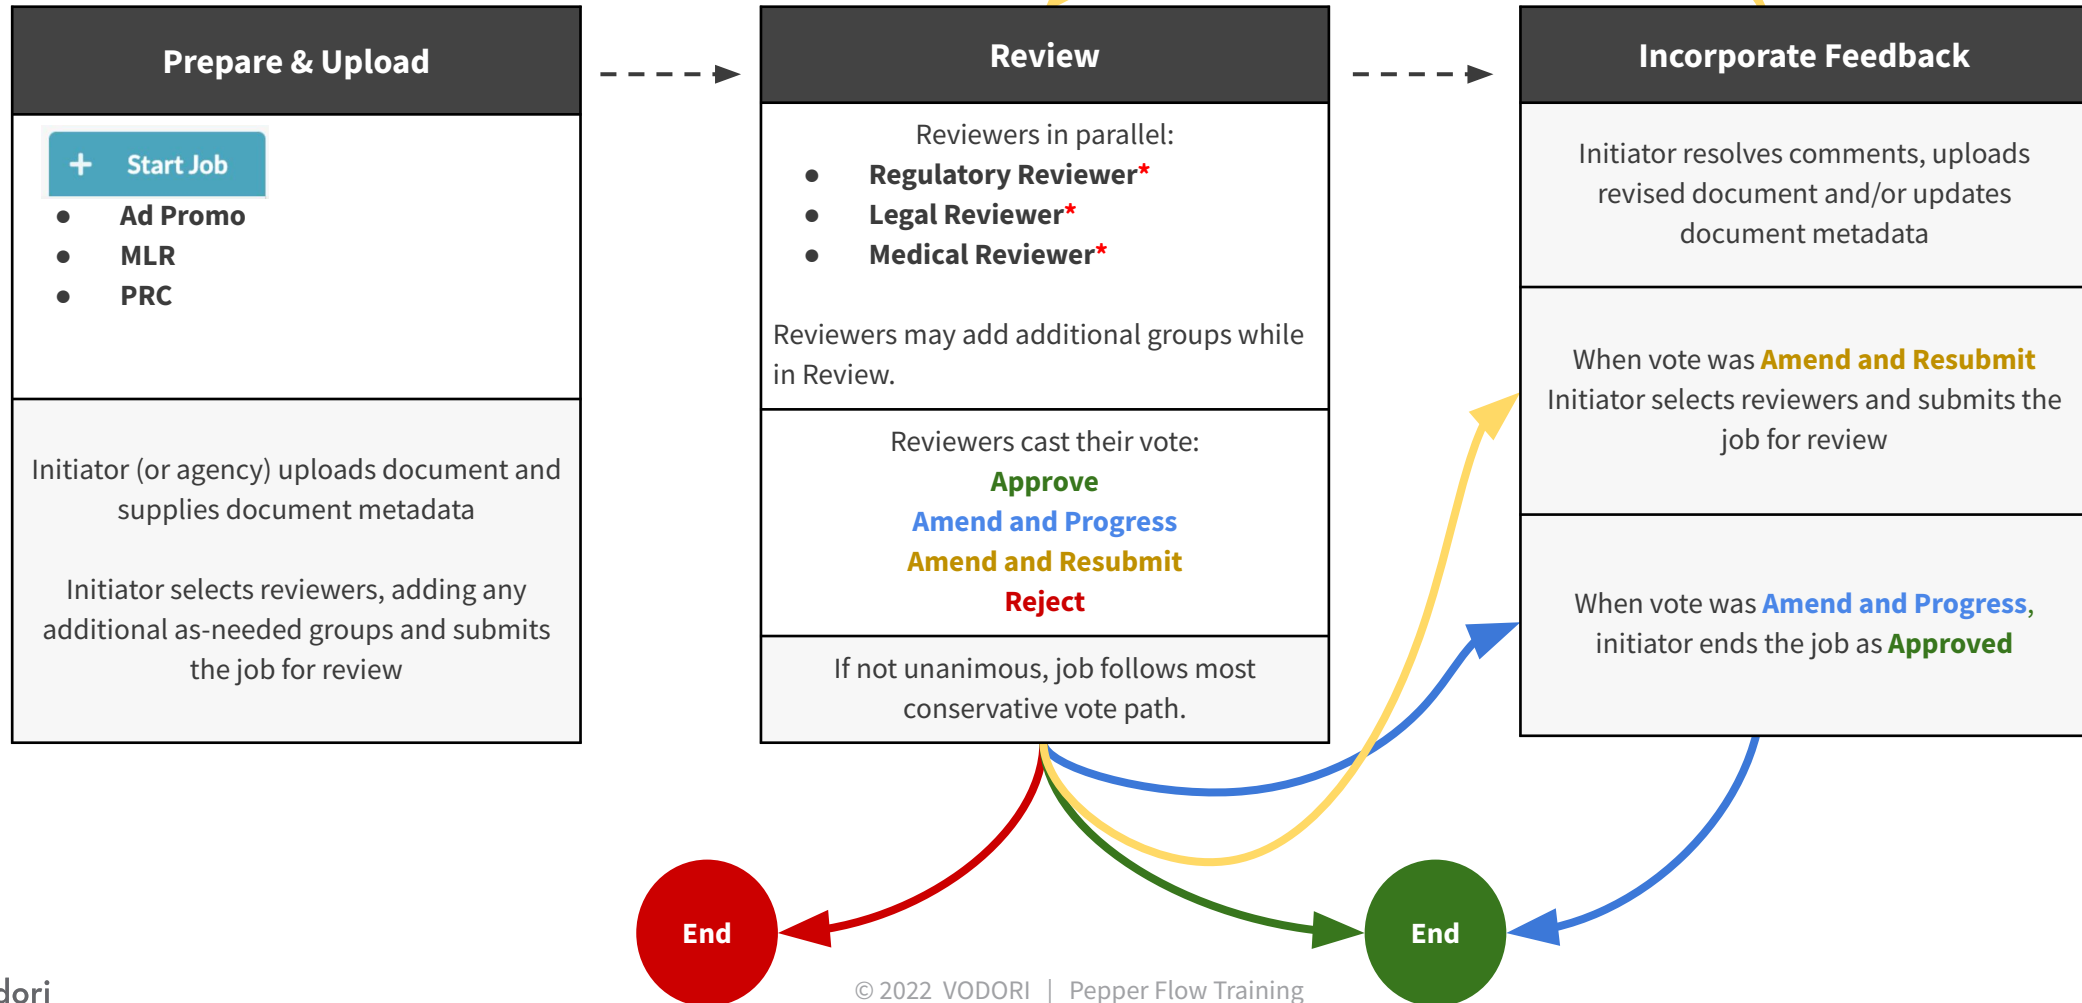 Prepare & Upload
+ Start Job
● Ad Promo
● MLR
● PRC
Initiator (or agency) uploads document and
supplies document metadata
Initiator selects reviewers, adding any
additional as-needed groups and submits
the job for review
Review
Reviewers in parallel:
● Regulatory Reviewer*
● Legal Reviewer*
● Medical Reviewer*
Reviewers may add additional groups while
in Review.
Reviewers cast their vote:
Approve
Amend and Progress
Amend and Resubmit
Reject
If not unanimous, job follows most
conservative vote path.
Incorporate Feedback
Initiator resolves comments, uploads
revised document and/or updates
document metadata
When vote was Amend and Resubmit
Initiator selects reviewers and submits the
job for review
When vote was Amend and Progress,
initiator ends the job as Approved
End
End
dori
© 2022 VODORI | Pepper Flow Training